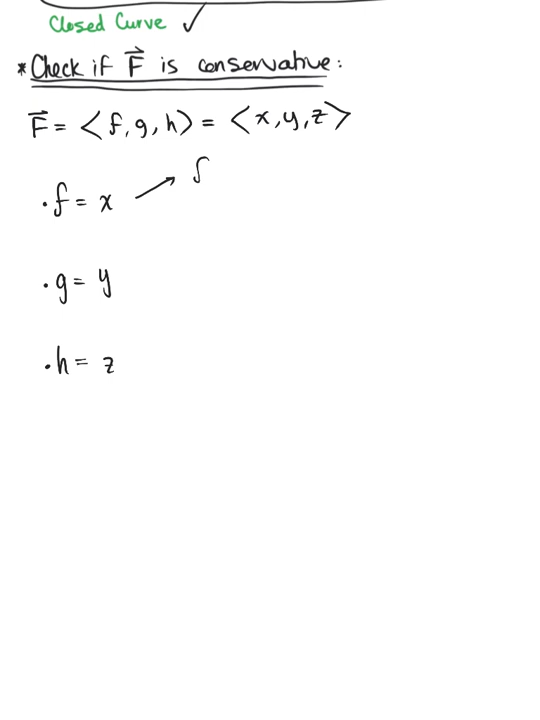 Closed Curve ✓
* Check if F⃗ is conservative:
F⃗ = <f, g, h> = <x, y, z>
· f = x → ∫
· g = y
· h = z